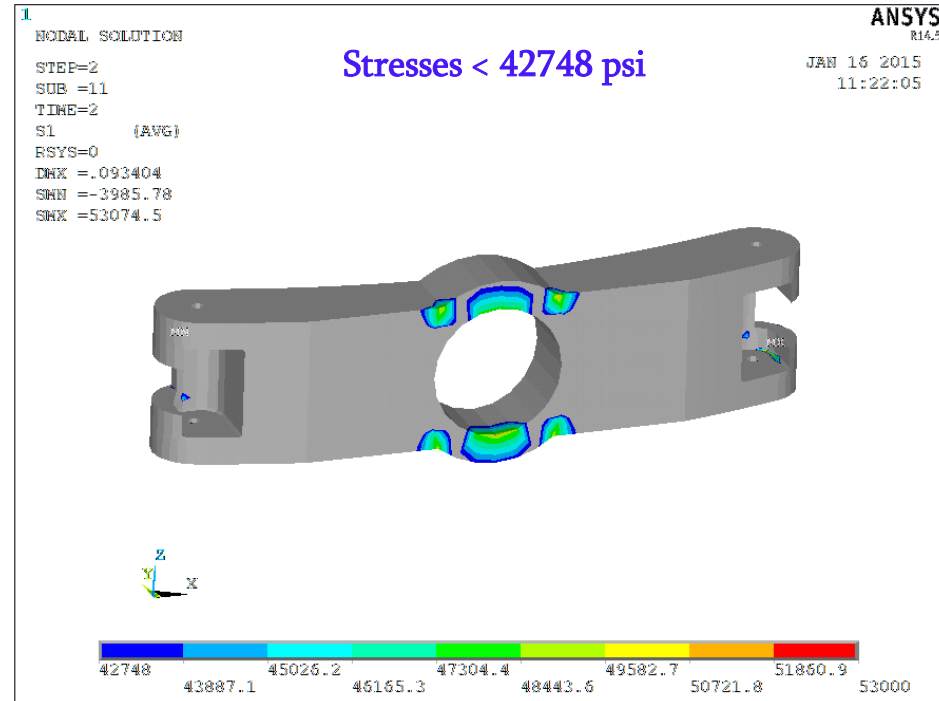 1
NODAL SOLUTION
STEP=2
SUB =11
TIME=2
S1 (AVG)
RSYS=0
DMX =.093404
SMN =-3985.78
SMX =53074.5
Stresses < 42748 psi
ANSYS
R14.5
JAN 16 2015
11:22:05
MN
MX
Z
Y
X
42748 45026.2 47304.4 49582.7 51860.9
43887.1 46165.3 48443.6 50721.8 53000